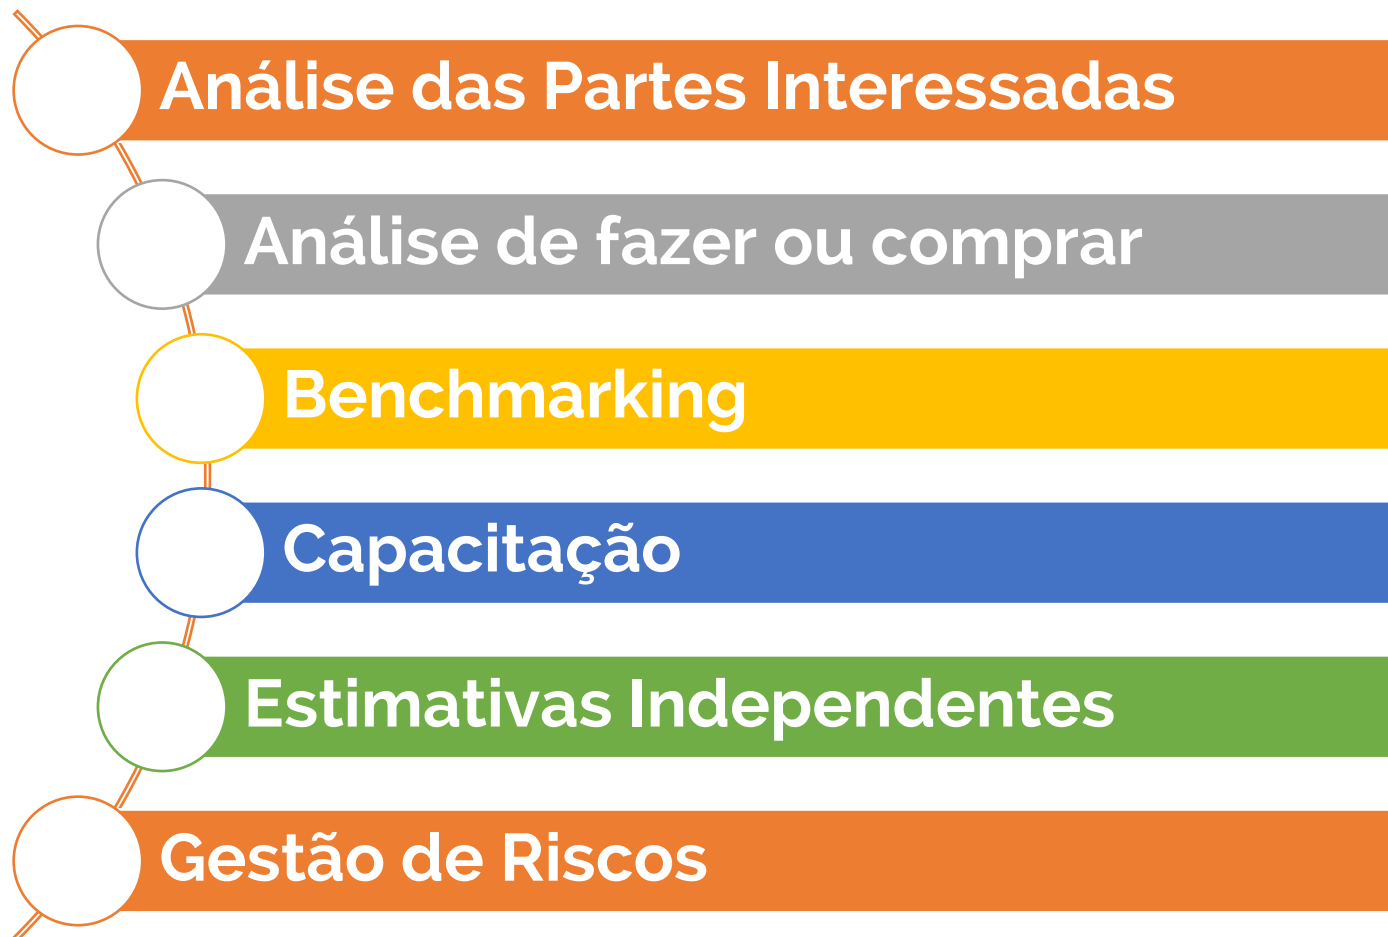 Análise das Partes Interessadas
Análise de fazer ou comprar
Benchmarking
Capacitação
Estimativas Independentes
Gestão de Riscos